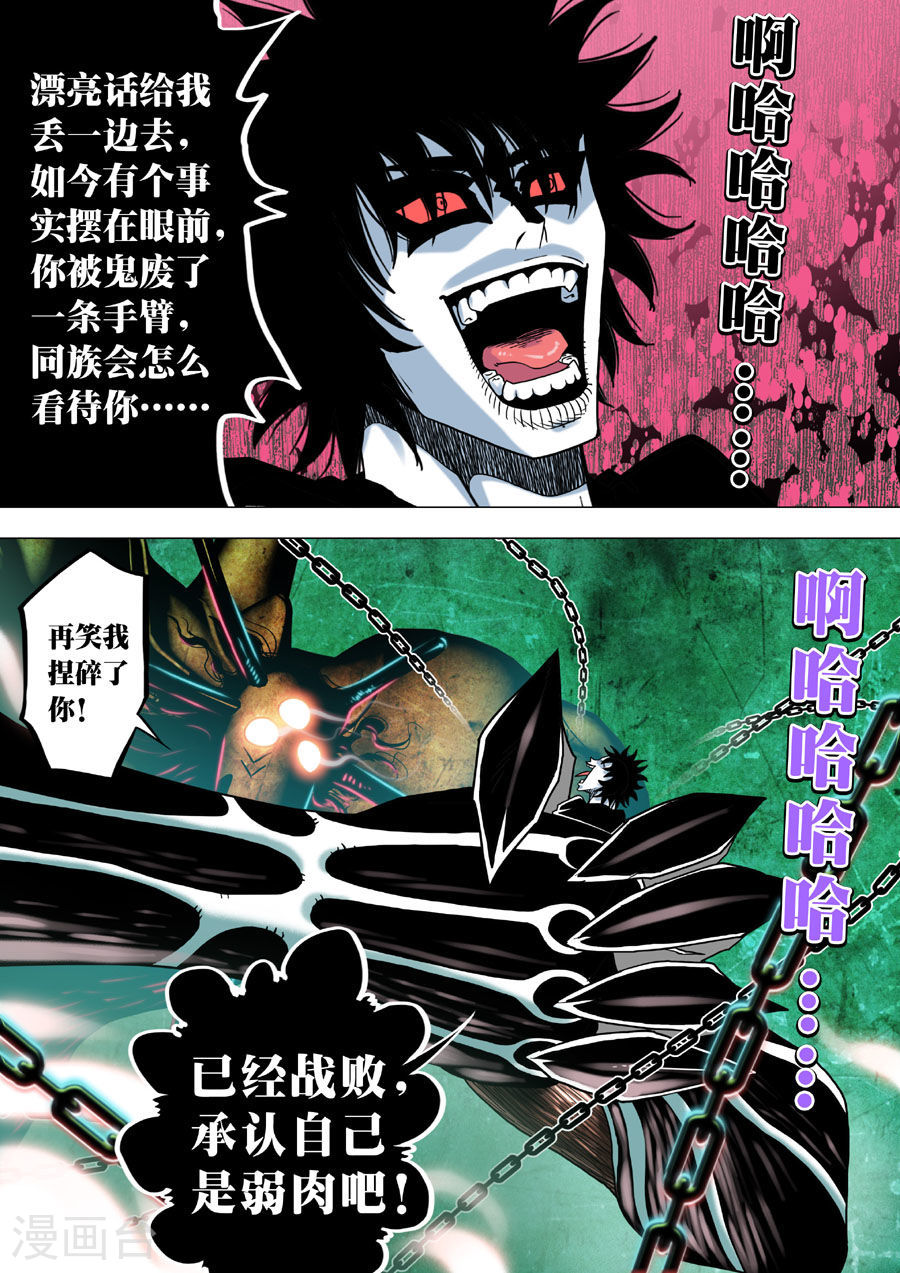 漂亮话给我
丢一边去，
如今有个事
实摆在眼前，
你被鬼废了
一条手臂，
同族会怎么
看待你……
啊哈哈哈哈……
再笑我
捏碎了
你！
啊哈哈哈哈……
已经战败，
承认自己
是弱肉吧！
漫画台